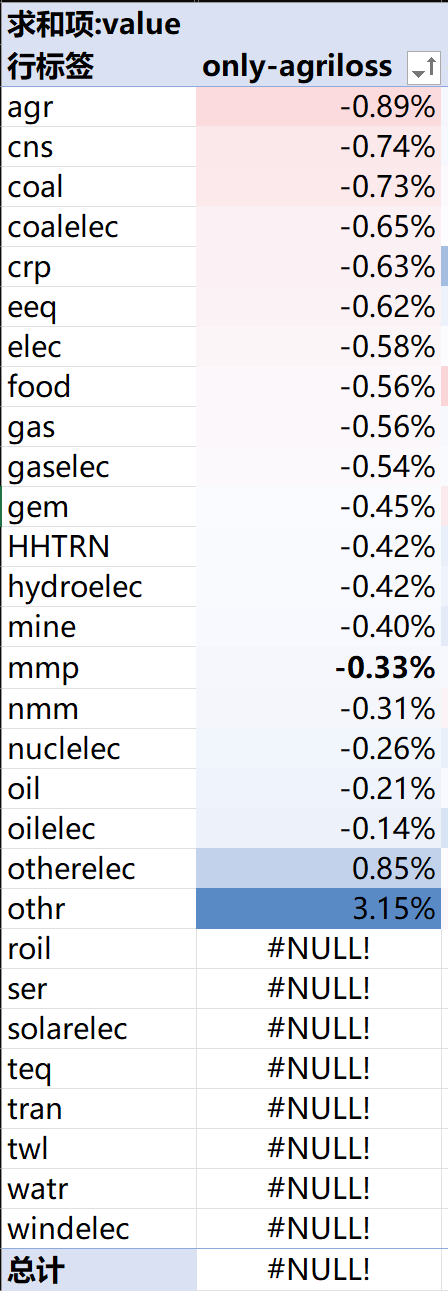 求和项:value
行标签 only-agriloss
agr -0.89%
cns -0.74%
coal -0.73%
coalelec -0.65%
crp -0.63%
eeq -0.62%
elec -0.58%
food -0.56%
gas -0.56%
gaselec -0.54%
gem -0.45%
HHTRN -0.42%
hydroelec -0.42%
mine -0.40%
mmp -0.33%
nmm -0.31%
nuclelec -0.26%
oil -0.21%
oilelec -0.14%
otherelec 0.85%
othr 3.15%
roil #NULL!
ser #NULL!
solarelec #NULL!
teq #NULL!
tran #NULL!
twl #NULL!
watr #NULL!
windelec #NULL!
总计 #NULL!